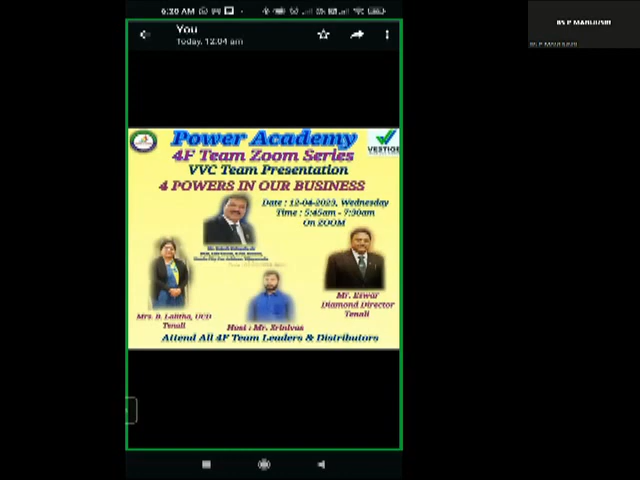 6:20 AM
You
Today, 12:04 am
Power Academy
VESTIGE
4F Team Zoom Series
VVC Team Presentation
4 POWERS IN OUR BUSINESS
Date : 12-04-2023, Wednesday
Time : 5:45am - 7:30am
On ZOOM
Mr. Eswar
Diamond Director
Tenali
Mrs. B. Lalitha, UCD
Tenali
Host : Mr. Srinivas
Attend All 4F Team Leaders & Distributors